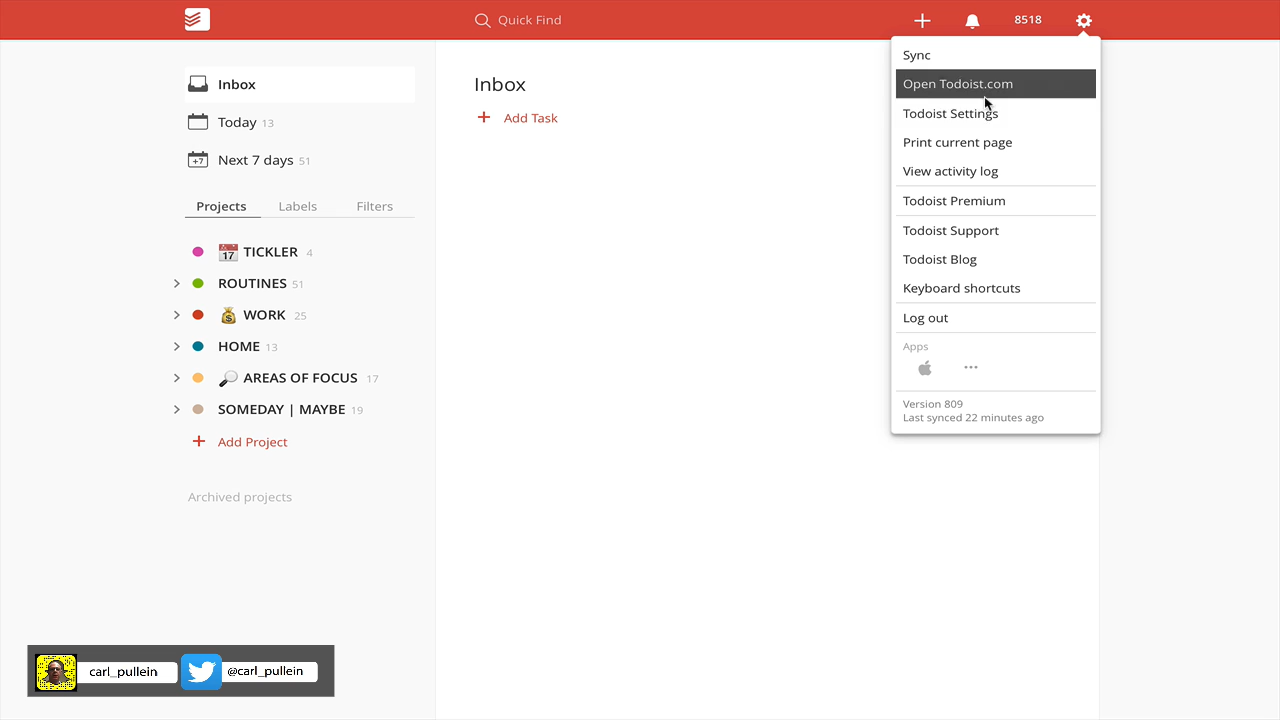 Quick Find
8518
Inbox
Today 13
+7 Next 7 days 51
Projects Labels Filters
17 TICKLER 4
ROUTINES 51
WORK 25
HOME 13
AREAS OF FOCUS 17
SOMEDAY | MAYBE 19
+ Add Project
Archived projects
Inbox
+ Add Task
Sync
Open Todoist.com
Todoist Settings
Print current page
View activity log
Todoist Premium
Todoist Support
Todoist Blog
Keyboard shortcuts
Log out
Apps
Version 809
Last synced 22 minutes ago
carl_pullein @carl_pullein